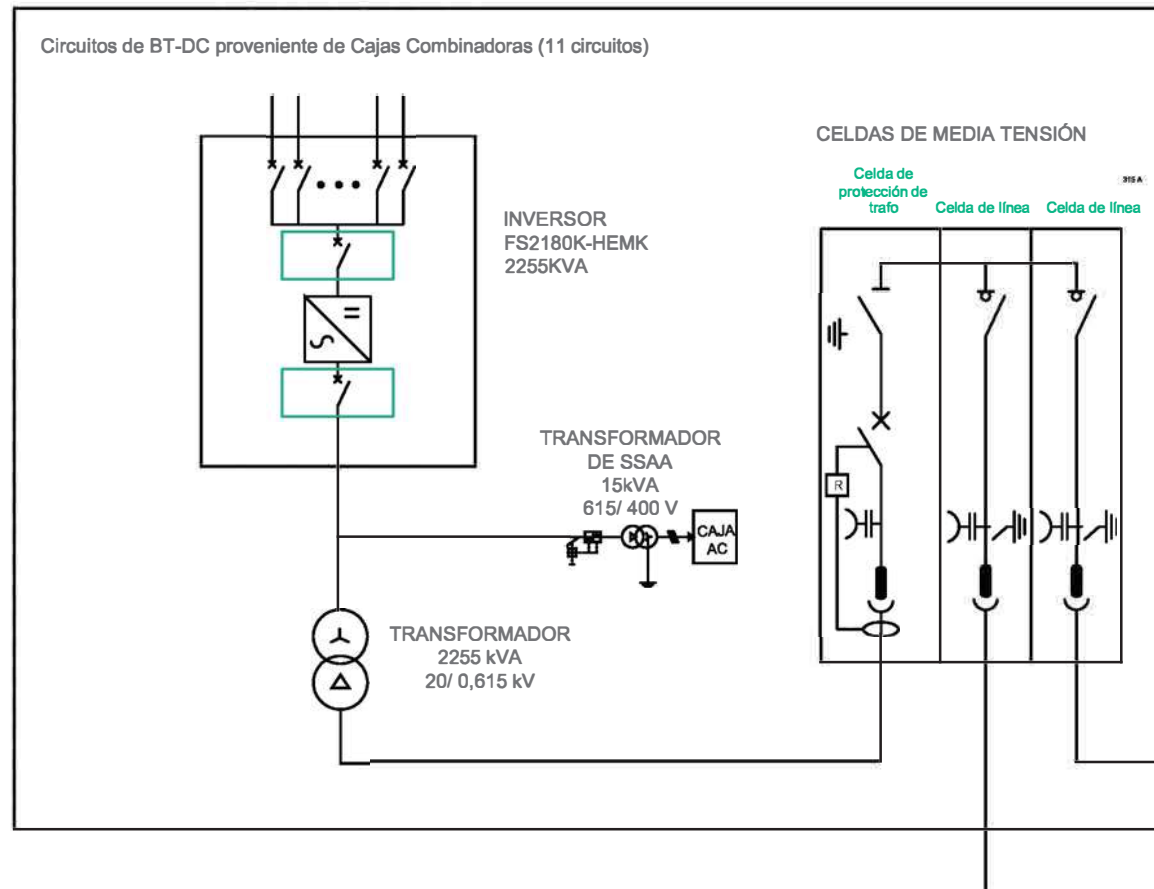 Circuitos de BT-DC proveniente de Cajas Combinadoras (11 circuitos)
CELDAS DE MEDIA TENSIÓN
315 A
Celda de
protección de
trafo
Celda de línea
Celda de línea
INVERSOR
FS2180K-HEMK
2255KVA
TRANSFORMADOR
DE SSAA
15kVA
615/ 400 V
CAJA
AC
R
TRANSFORMADOR
2255 kVA
20/ 0,615 kV